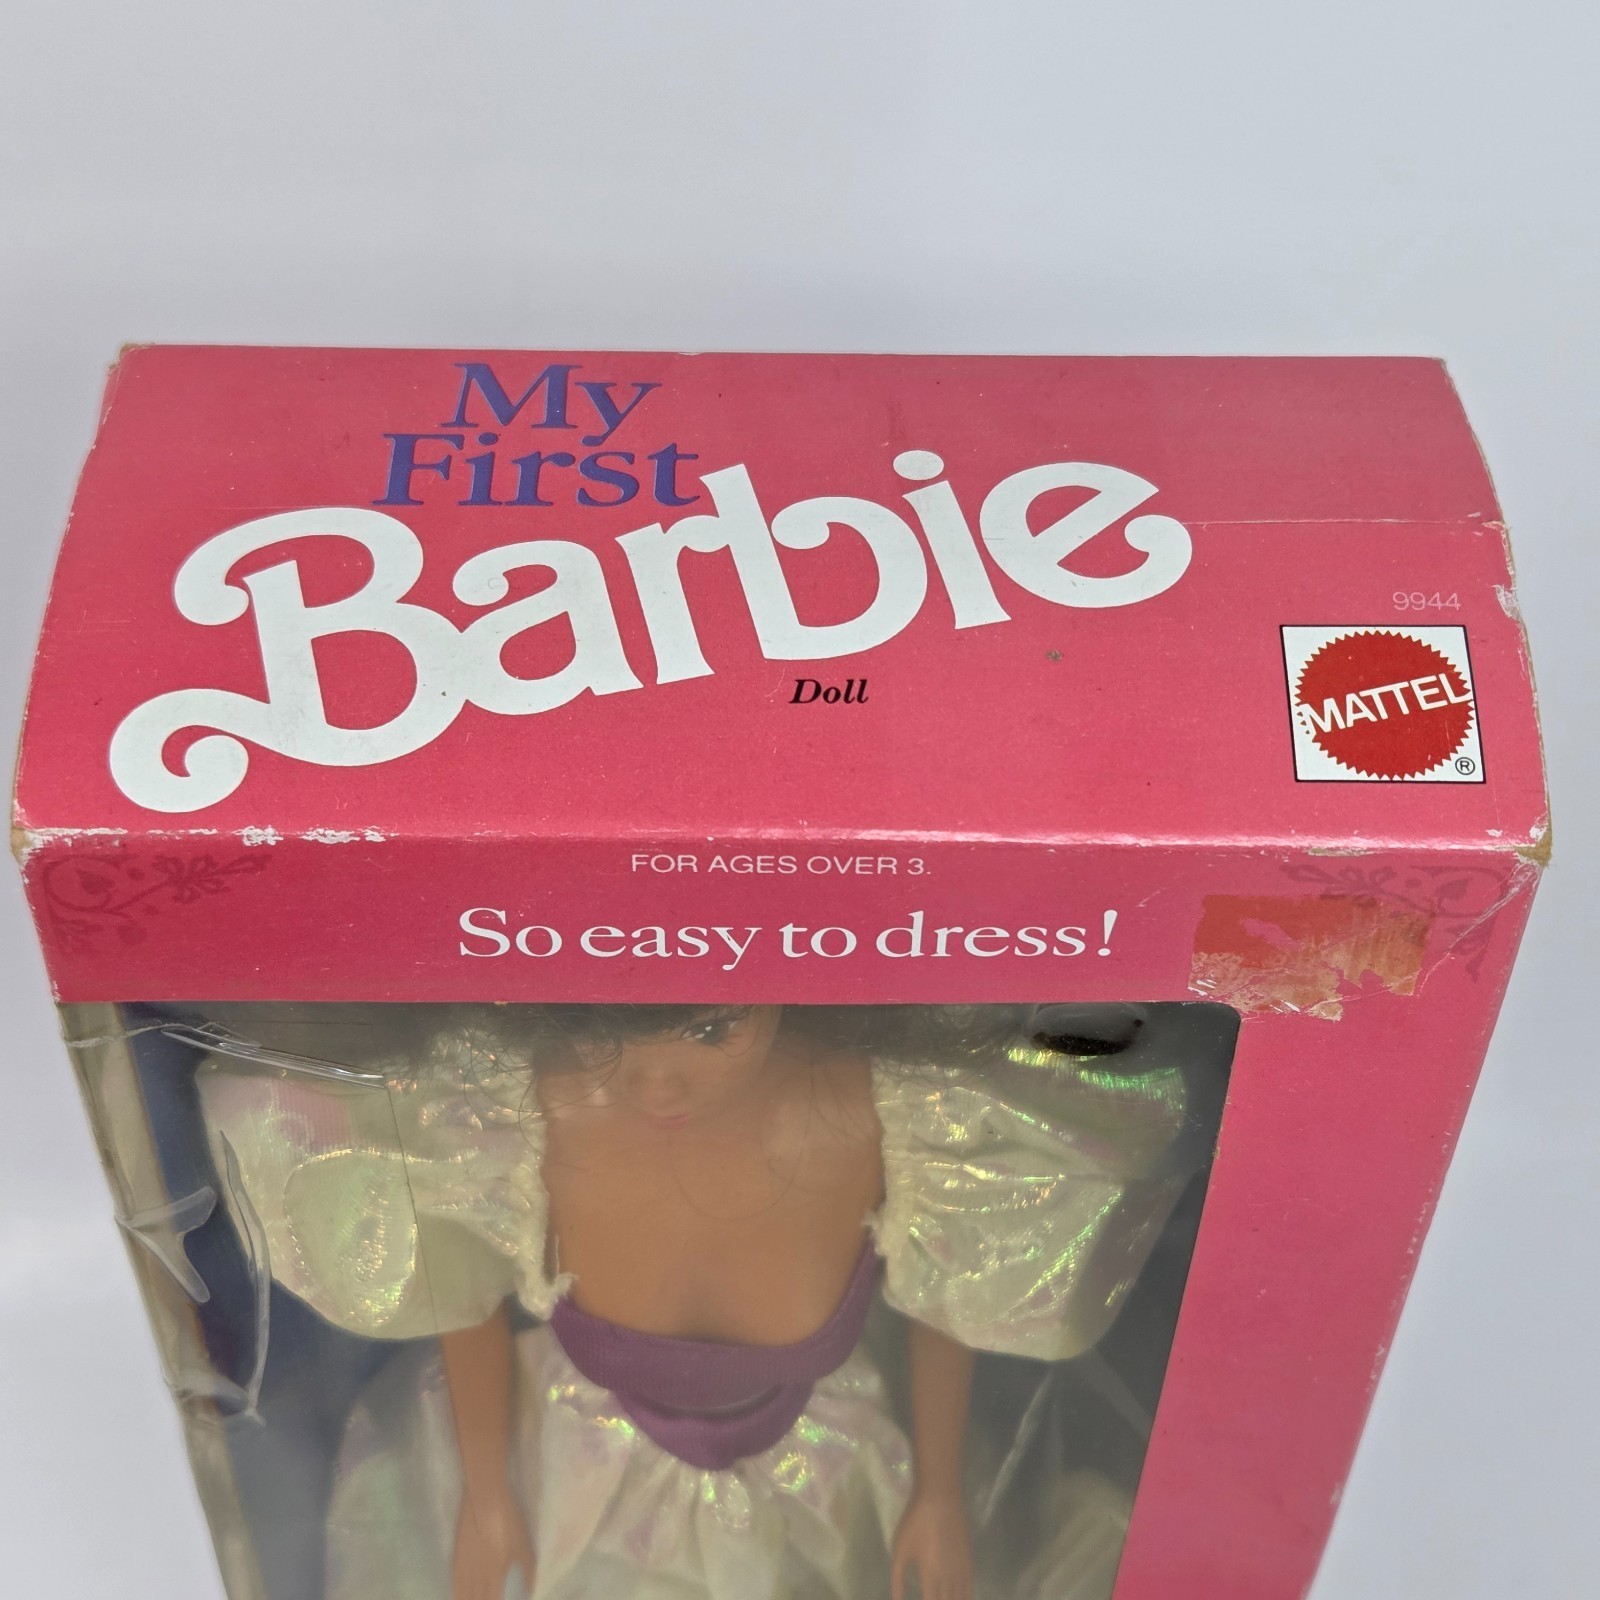 My
First
Barbie
Doll
9944
MATTEL
®
FOR AGES OVER 3.
So easy to dress!